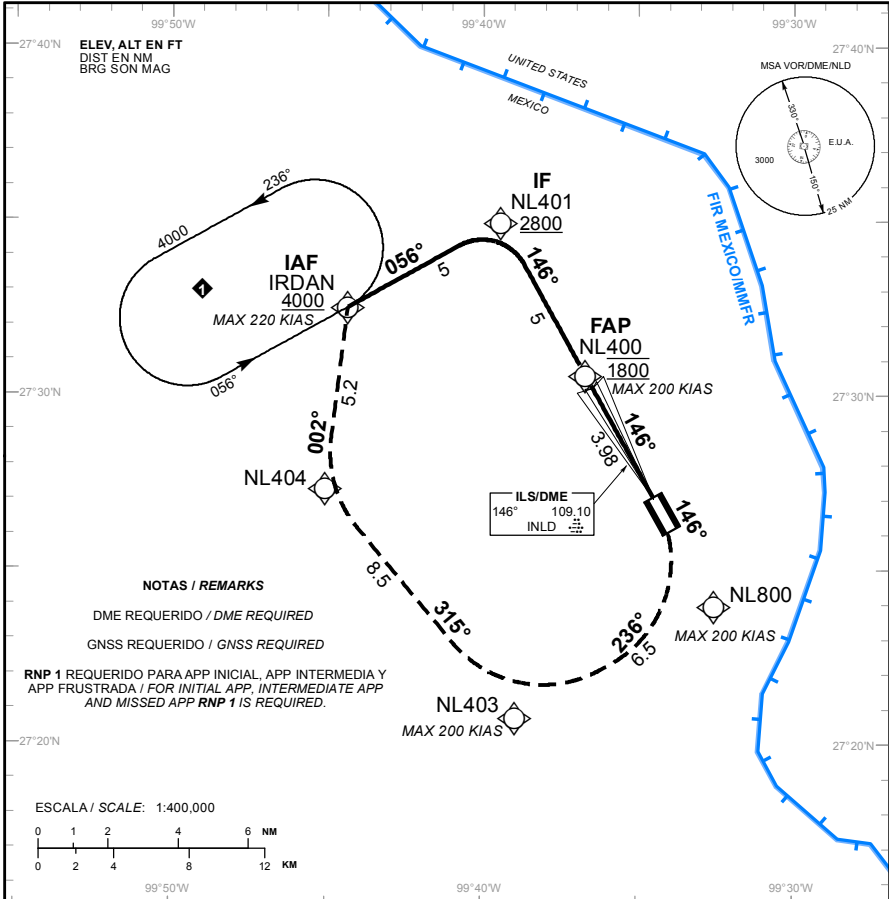 99°50'W
99°40'W
99°30'W
27°40'N
27°40'N
ELEV, ALT EN FT
DIST EN NM
BRG SON MAG
UNITED STATES
MEXICO
MSA VOR/DME/NLD
330°
E.U.A.
3000
150°
25 NM
FIR MEXICO/MMFR
236°
4000
1
056°
IAF
IRDAN
4000
MAX 220 KIAS
056°
5
IF
NL401
2800
146°
5
FAP
NL400
1800
MAX 200 KIAS
27°30'N
27°30'N
146°
3.98
5.2
002°
NL404
ILS/DME
146° 109.10
INLD
146°
8.5
315°
NL800
MAX 200 KIAS
236°
6.5
NL403
MAX 200 KIAS
NOTAS / REMARKS
DME REQUERIDO / DME REQUIRED
GNSS REQUERIDO / GNSS REQUIRED
RNP 1 REQUERIDO PARA APP INICIAL, APP INTERMEDIA Y
APP FRUSTRADA / FOR INITIAL APP, INTERMEDIATE APP
AND MISSED APP RNP 1 IS REQUIRED.
27°20'N
27°20'N
ESCALA / SCALE: 1:400,000
0 1 2 4 6 NM
0 2 4 8 12 KM
99°50'W
99°40'W
99°30'W